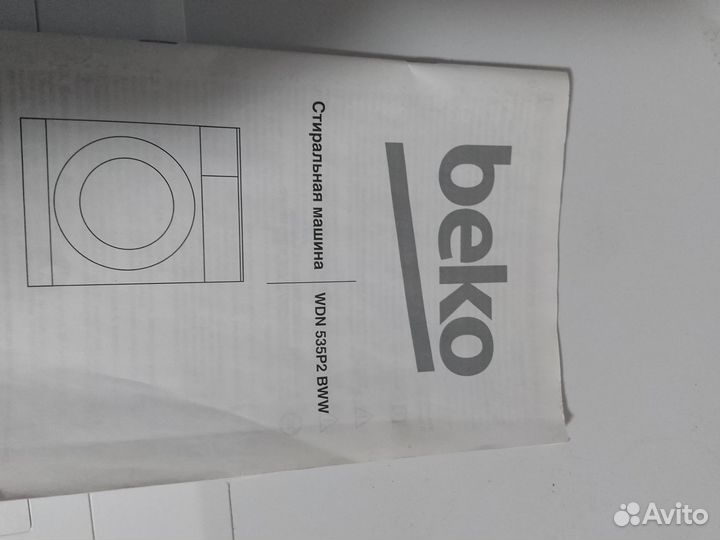 beko
Стиральная машина
WDN 535P2 BWW
Avito